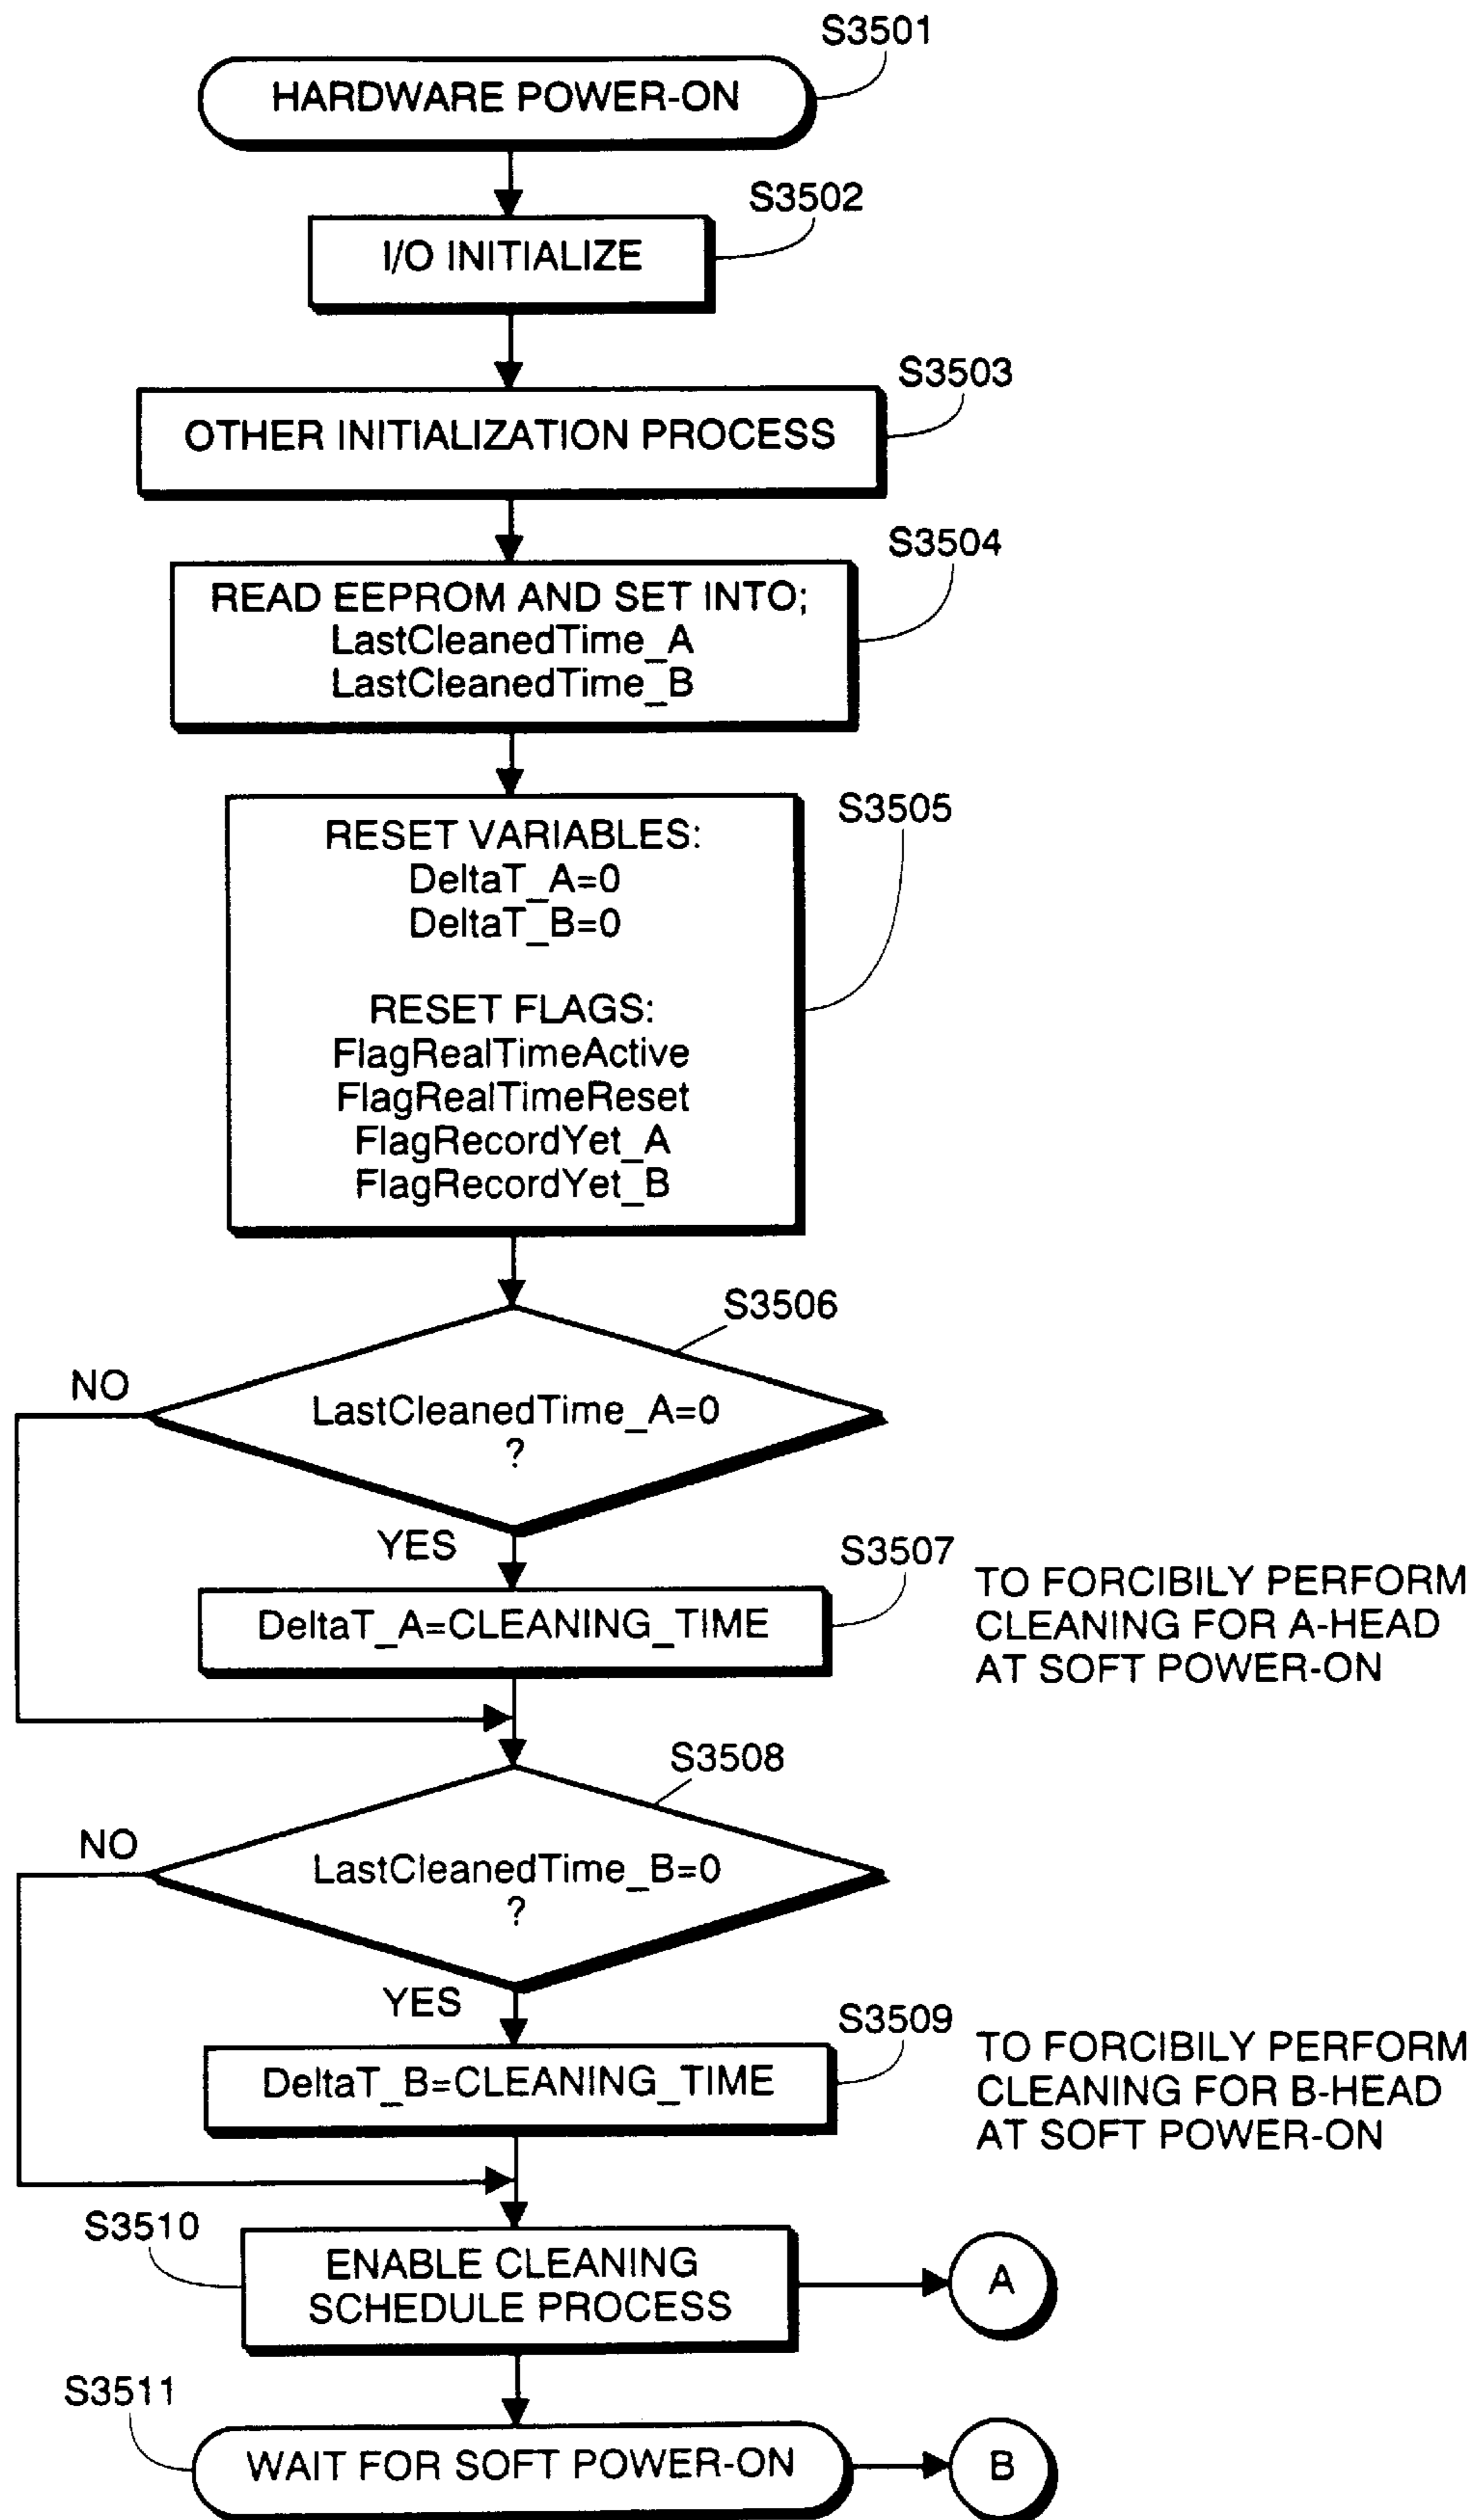 S3501
HARDWARE POWER-ON
S3502
I/O INITIALIZE
S3503
OTHER INITIALIZATION PROCESS
S3504
READ EEPROM AND SET INTO;
LastCleanedTime_A
LastCleanedTime_B
S3505
RESET VARIABLES:
DeltaT_A=0
DeltaT_B=0
RESET FLAGS:
FlagRealTimeActive
FlagRealTimeReset
FlagRecordYet_A
FlagRecordYet_B
S3506
NO
LastCleanedTime_A=0
?
YES
S3507
DeltaT_A=CLEANING_TIME
TO FORCIBILY PERFORM
CLEANING FOR A-HEAD
AT SOFT POWER-ON
S3508
NO
LastCleanedTime_B=0
?
YES
S3509
DeltaT_B=CLEANING_TIME
TO FORCIBILY PERFORM
CLEANING FOR B-HEAD
AT SOFT POWER-ON
S3510
ENABLE CLEANING
SCHEDULE PROCESS
A
S3511
WAIT FOR SOFT POWER-ON
B